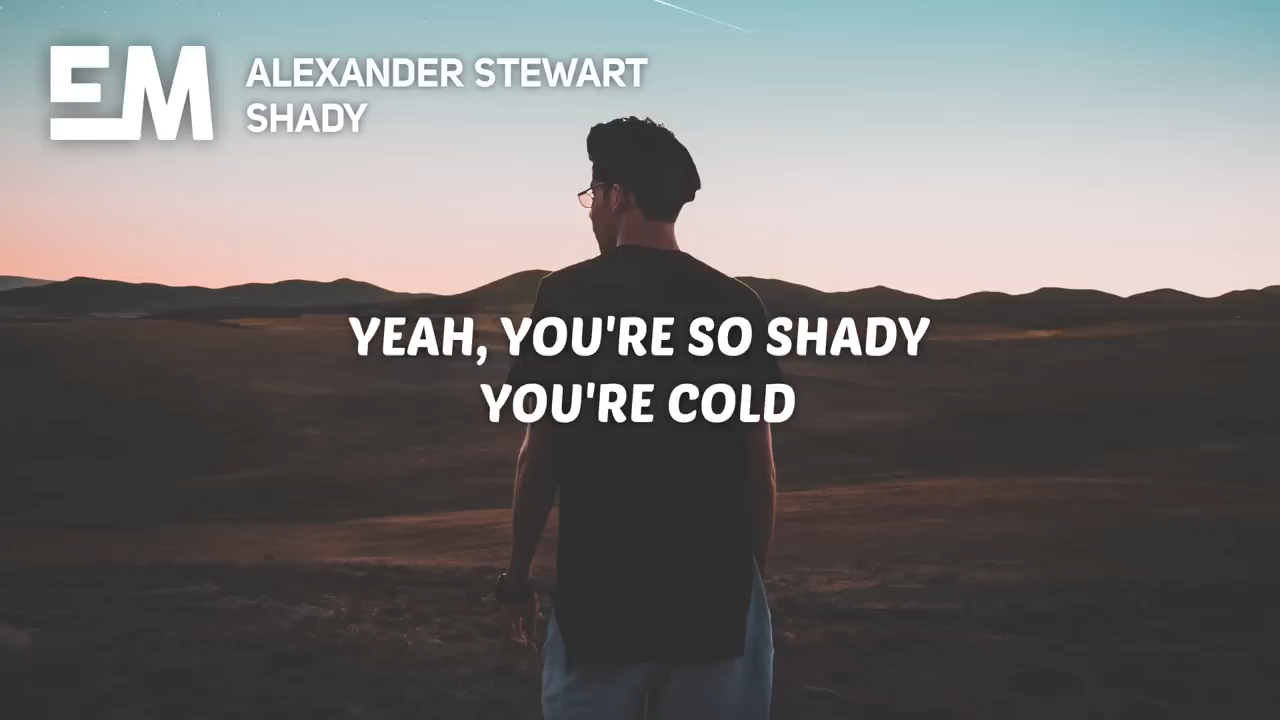 EM
ALEXANDER STEWART
SHADY
YEAH, YOU'RE SO SHADY
YOU'RE COLD